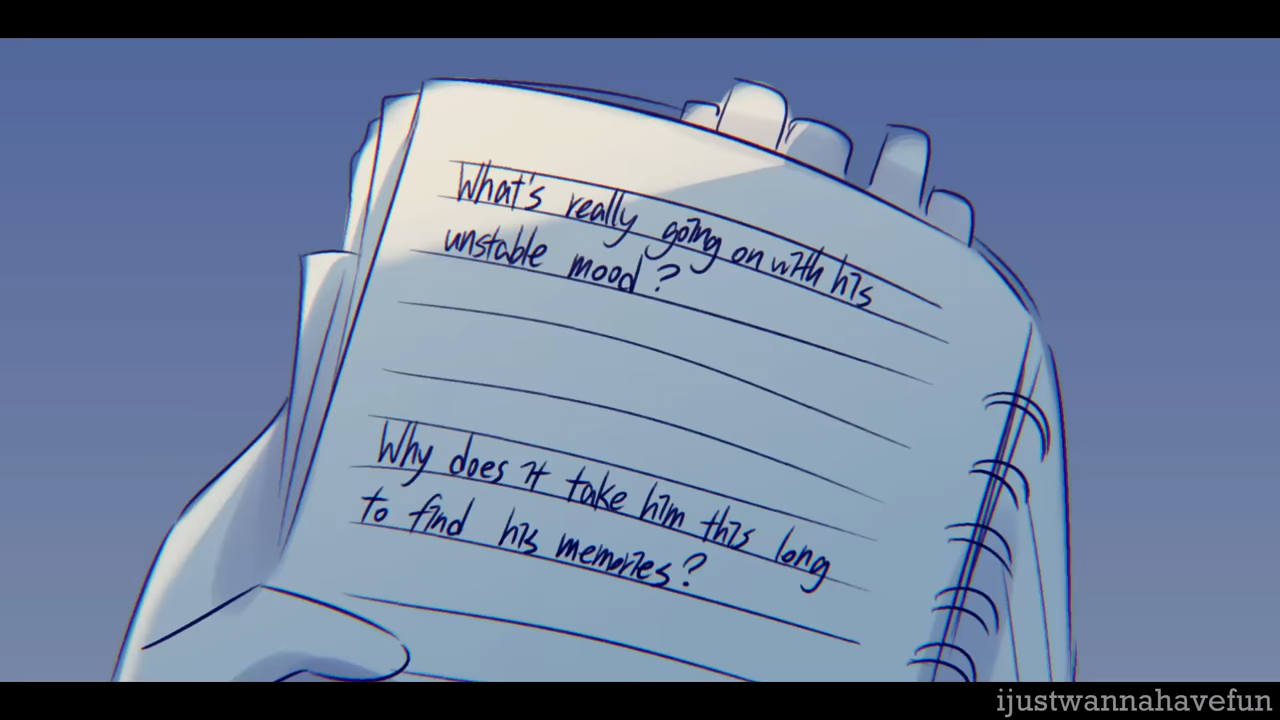 What's really going on with his
unstable mood?
Why does it take him this long
to find his memories?
ijustwannahavefun